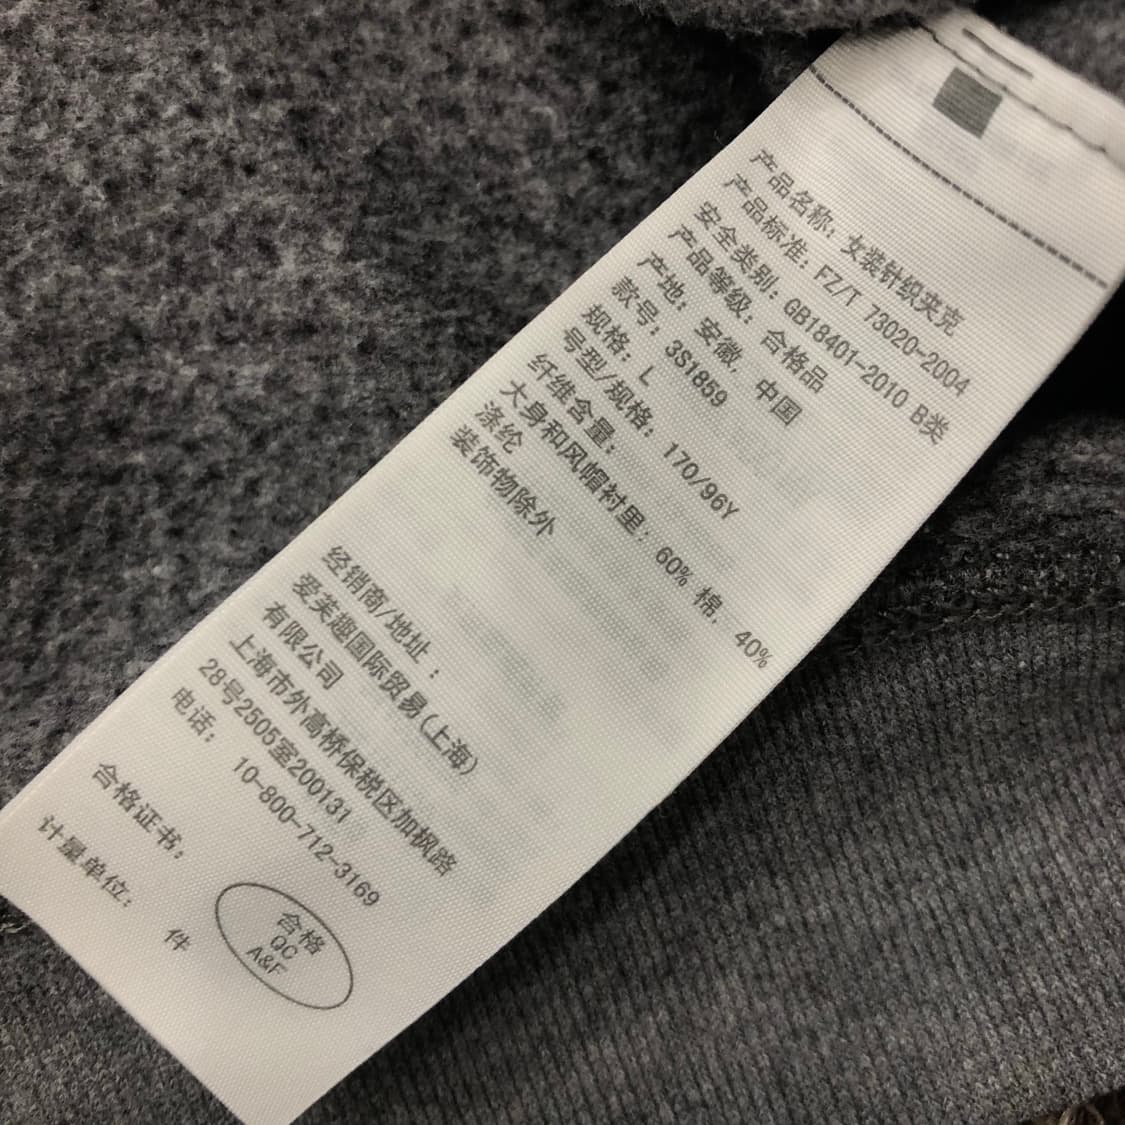 产品名称: 女装针织夹克
产品标准: FZ/T 73020-2004
安全类别: GB18401-2010 B类
产品等级: 合格品
产地: 安徽, 中国
款号: 3S1859
规格: L
号型/规格: 170/96Y
纤维含量:
大身和风帽衬里: 60% 棉, 40%
涤纶
装饰物除外
经销商/地址:
爱芙趣国际贸易(上海)
有限公司
上海市外高桥保税区加枫路
28号2505室200131
电话: 10-800-712-3169
合格证书:
合格
QC
A&F
计量单位: 件